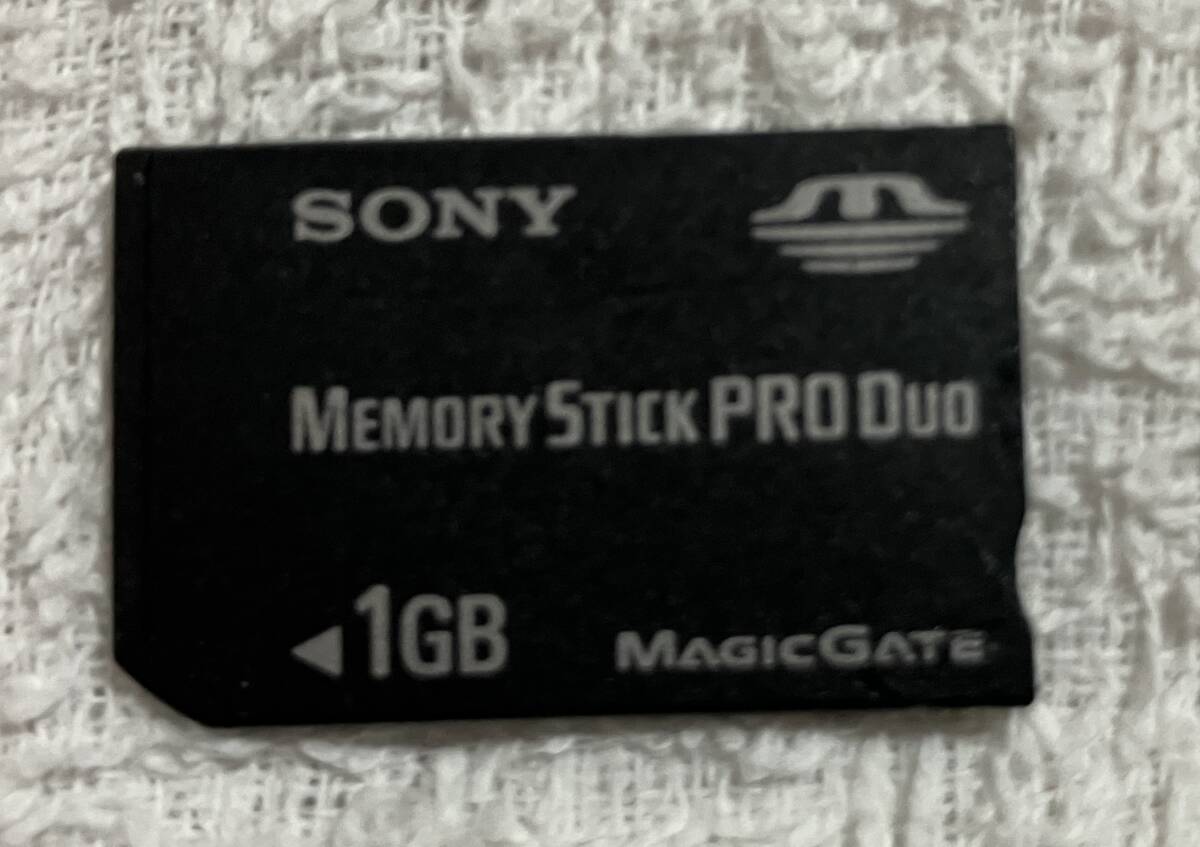 SONY
MEMORY STICK PRO DUO
1GB
MAGICGATE